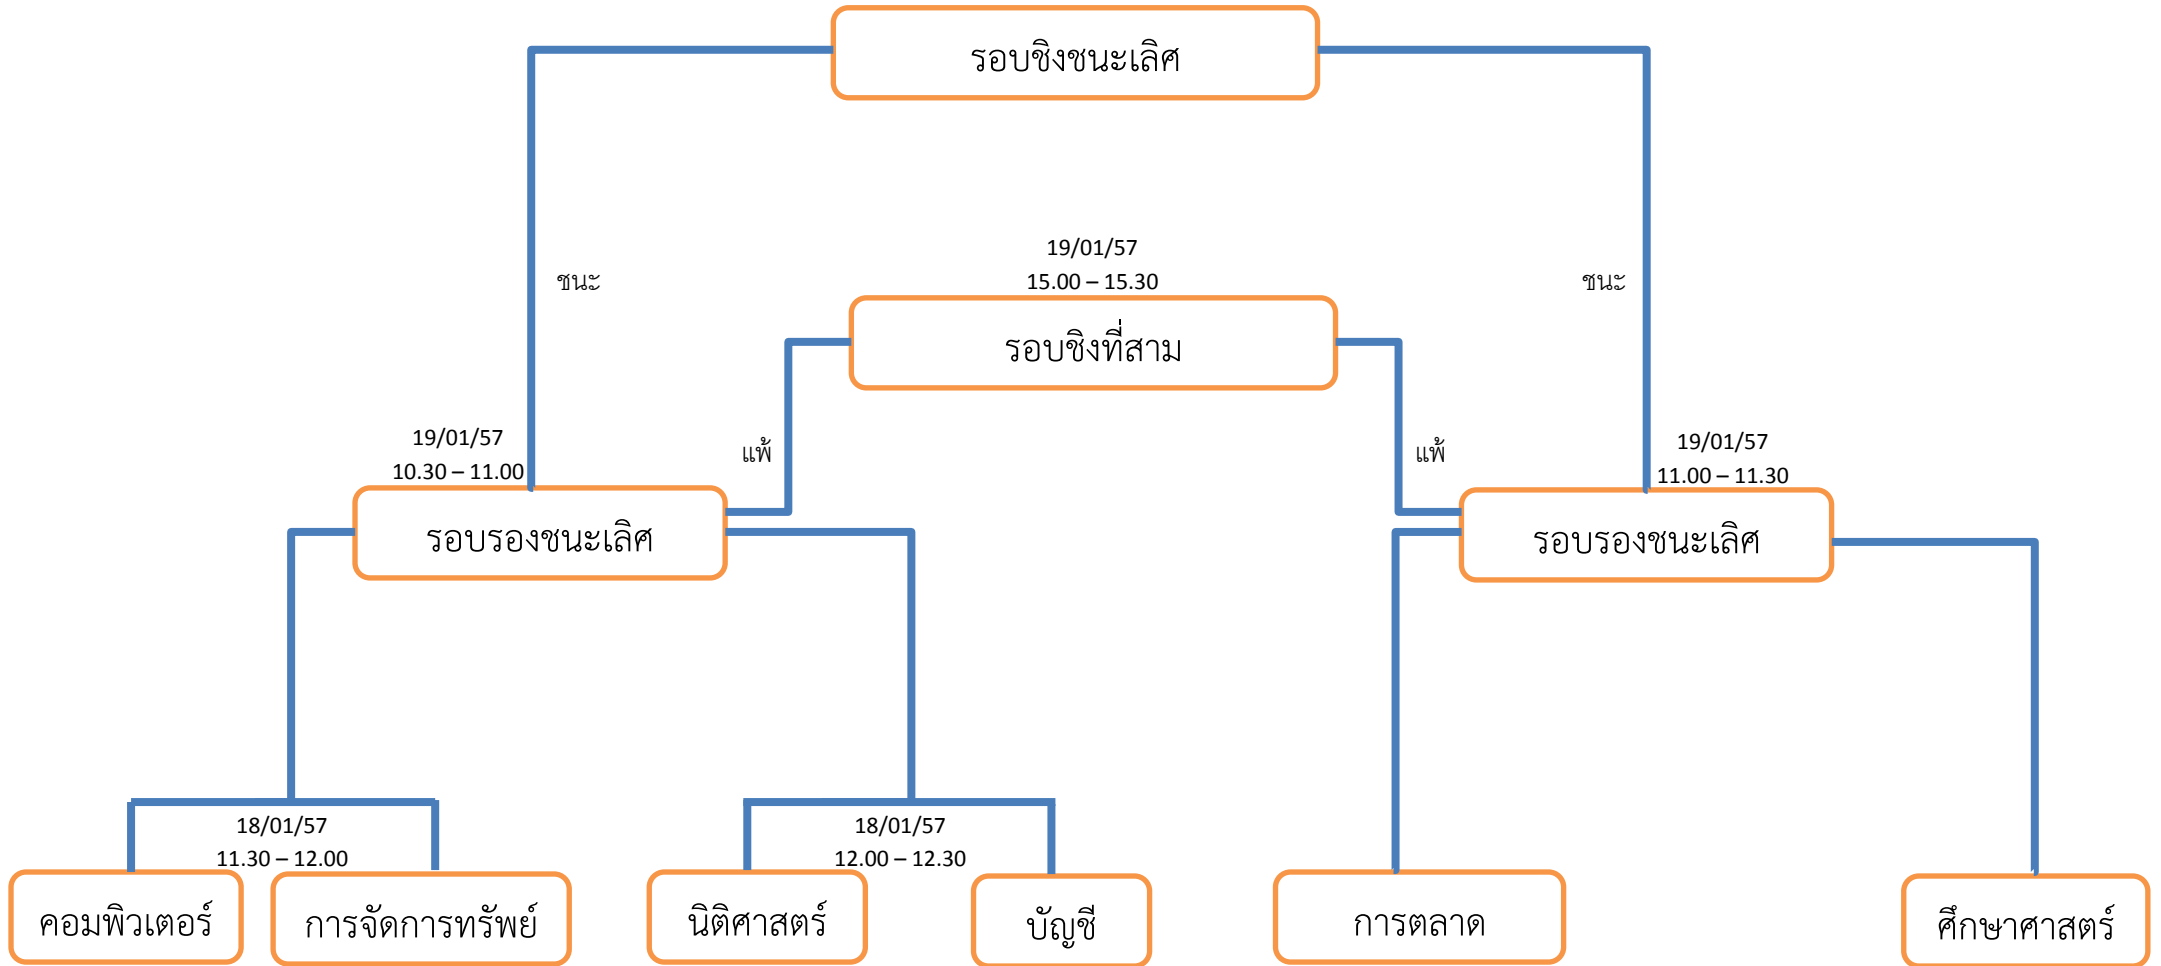 รอบชิงชนะเลิศ
19/01/57
15.00 – 15.30
ชนะ
ชนะ
รอบชิงที่สาม
19/01/57
10.30 – 11.00
แพ้
แพ้
19/01/57
11.00 – 11.30
รอบรองชนะเลิศ
รอบรองชนะเลิศ
18/01/57
11.30 – 12.00
18/01/57
12.00 – 12.30
คอมพิวเตอร์
การจัดการทรัพย์
นิติศาสตร์
บัญชี
การตลาด
ศึกษาศาสตร์